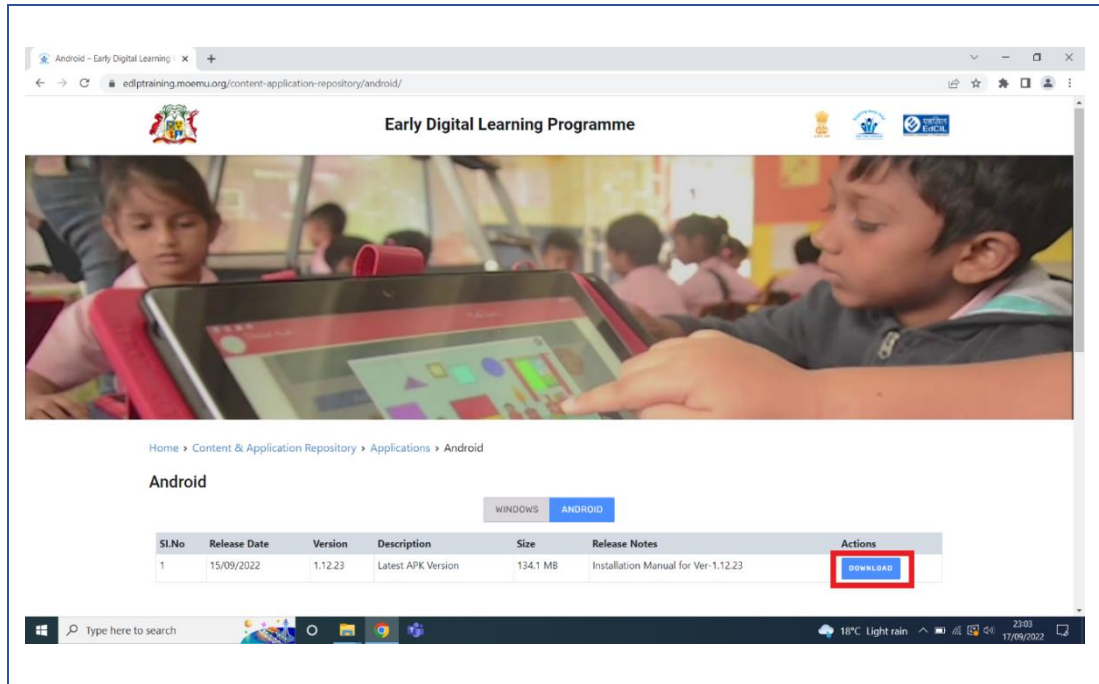 Android – Early Digital Learning
edlptraining.moemu.org/content-application-repository/android/
Early Digital Learning Programme
एडसिल
EdCIL
Home > Content & Application Repository > Applications > Android
Android
WINDOWS ANDROID
Sl.No Release Date Version Description Size Release Notes Actions
1 15/09/2022 1.12.23 Latest APK Version 134.1 MB Installation Manual for Ver-1.12.23 DOWNLOAD
Type here to search 18°C Light rain 23:03
17/09/2022